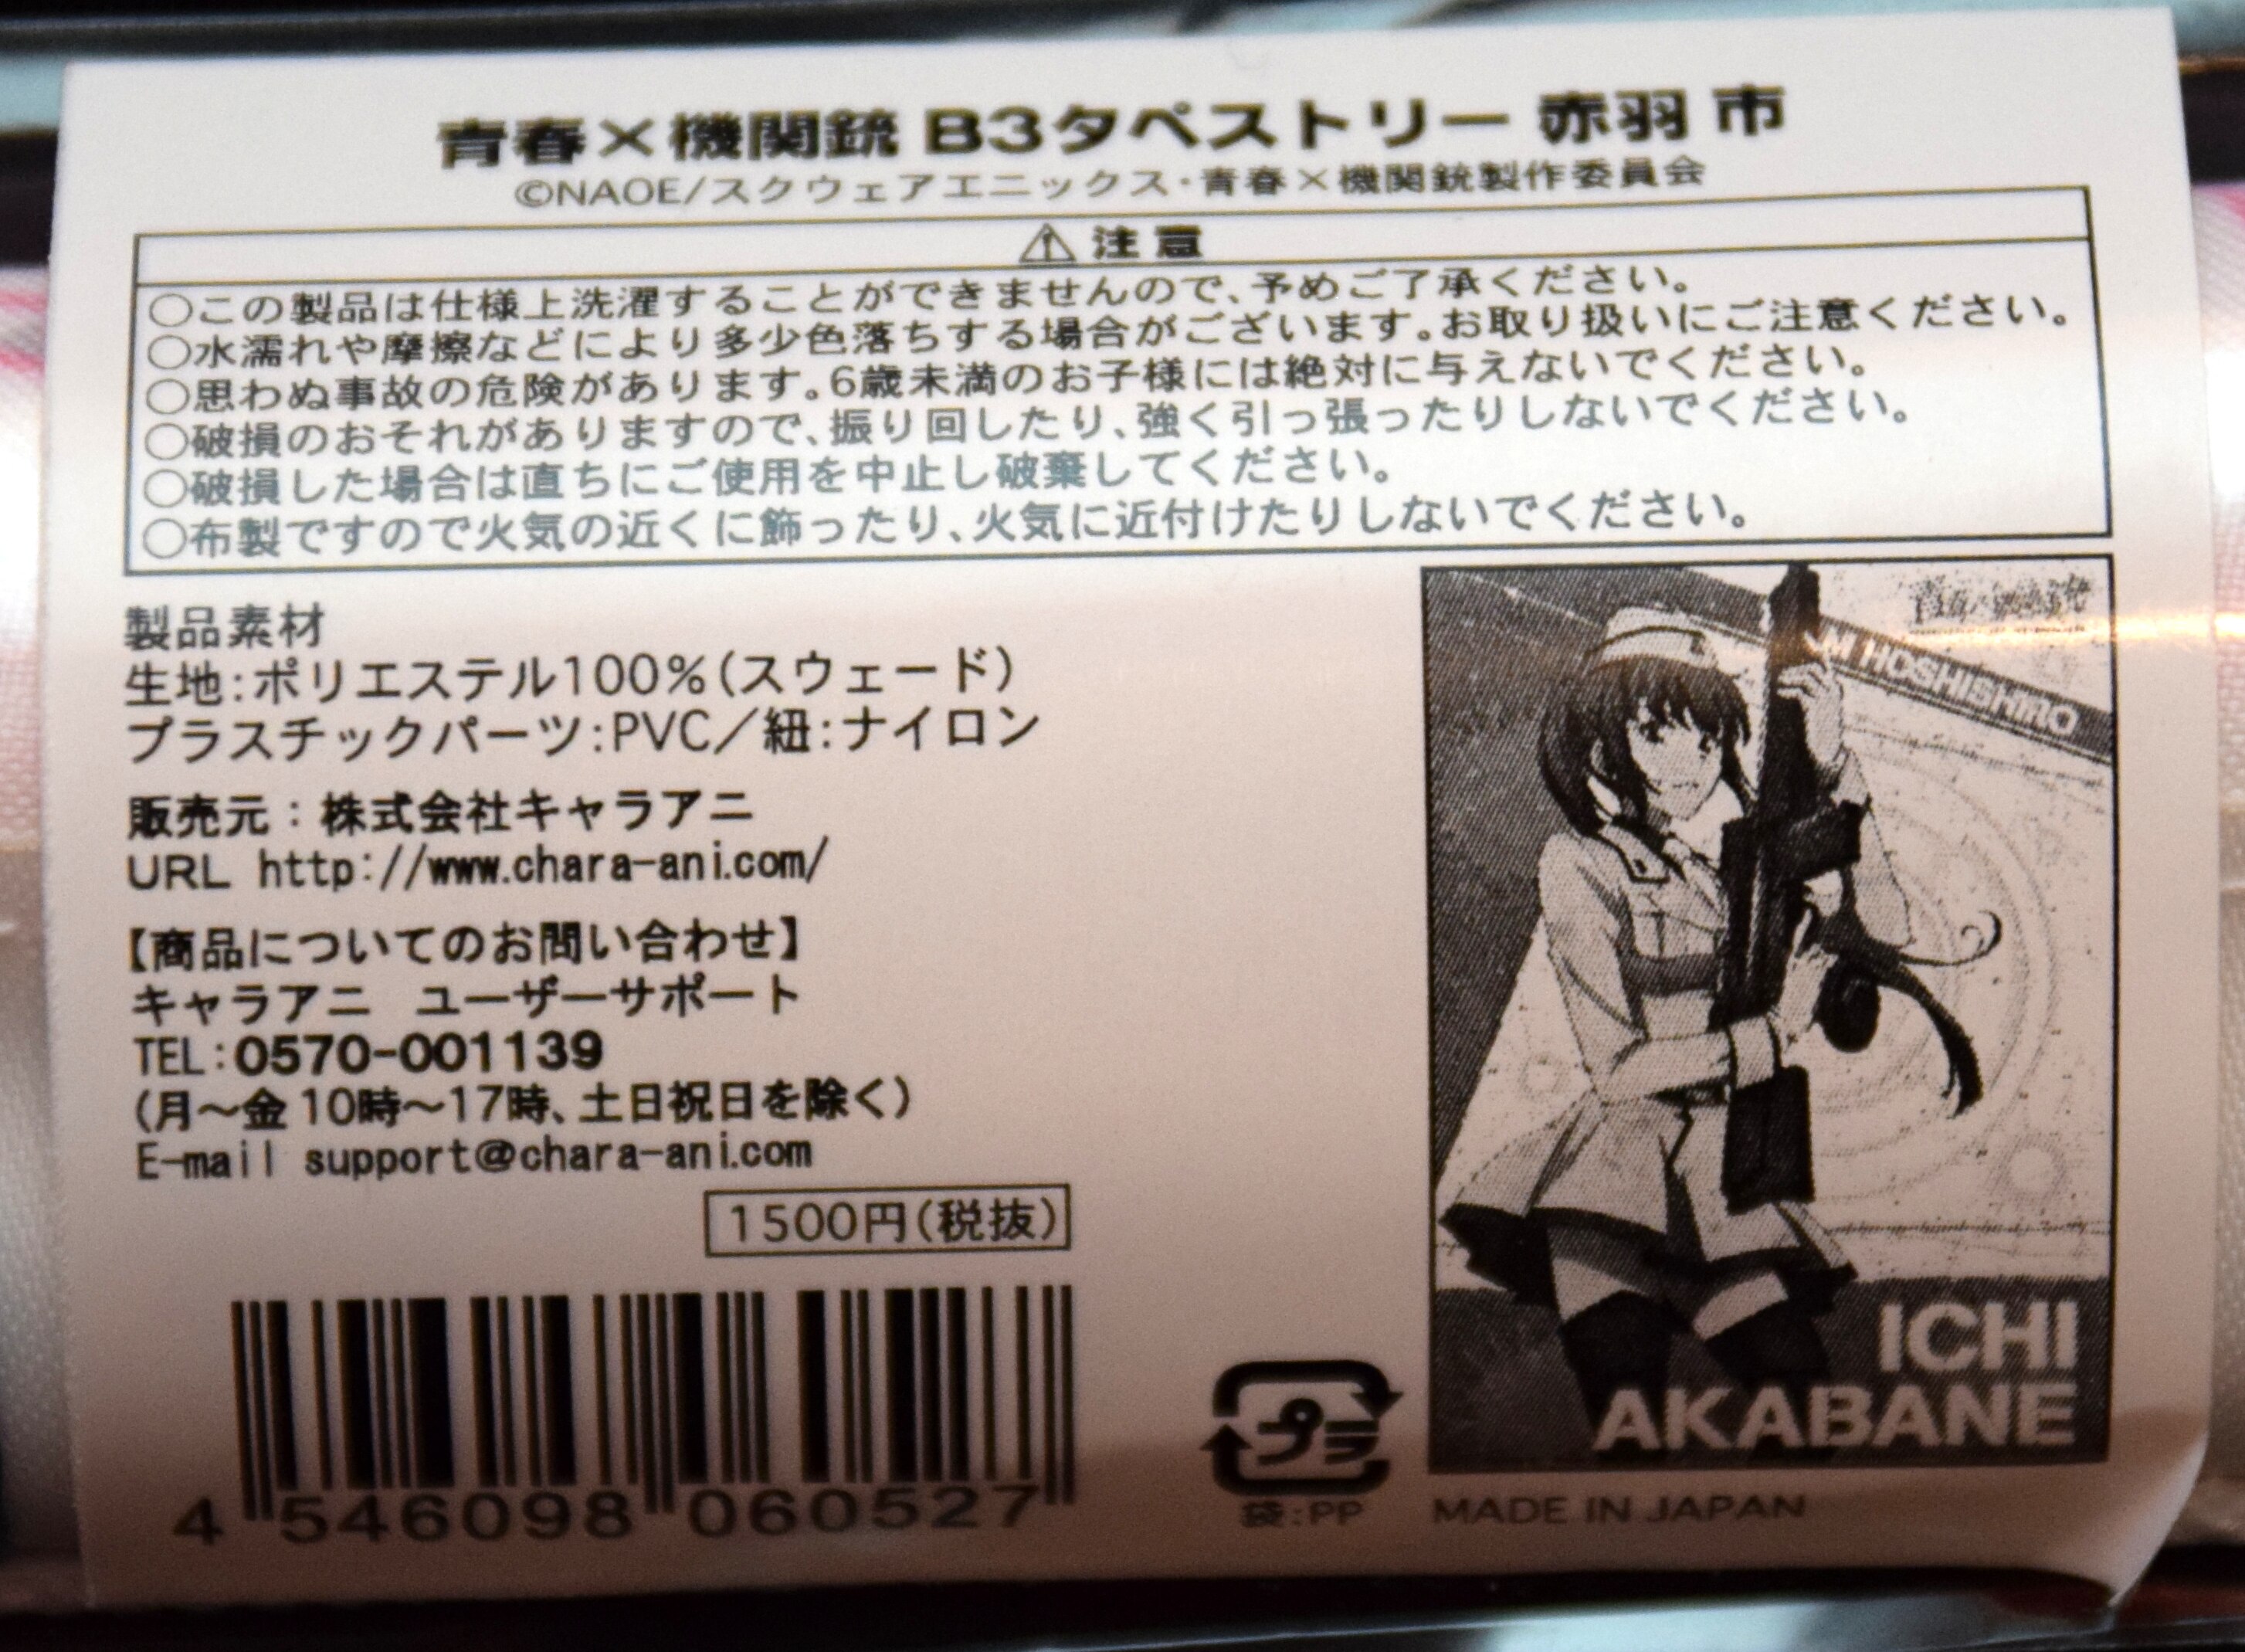 青春×機関銃 B3タペストリー 赤羽 市
©NAOE/スクウェアエニックス・青春×機関銃製作委員会
⚠ 注意
○この製品は仕様上洗濯することができませんので、予めご了承ください。
○水濡れや摩擦などにより多少色落ちする場合がございます。お取り扱いにご注意ください。
○思わぬ事故の危険があります。6歳未満のお子様には絶対に与えないでください。
○破損のおそれがありますので、振り回したり、強く引っ張ったりしないでください。
○破損した場合は直ちにご使用を中止し破棄してください。
○布製ですので火気の近くに飾ったり、火気に近付けたりしないでください。
製品素材
生地:ポリエステル100%(スウェード)
プラスチックパーツ:PVC/紐:ナイロン
販売元:株式会社キャラアニ
URL http://www.chara-ani.com/
【商品についてのお問い合わせ】
キャラアニ ユーザーサポート
TEL:0570-001139
(月～金 10時～17時、土日祝日を除く)
E-mail support@chara-ani.com
1500円(税抜)
4 546098 060527
プラ
袋:PP
HOSHISHIRO
ICHI
AKABANE
MADE IN JAPAN